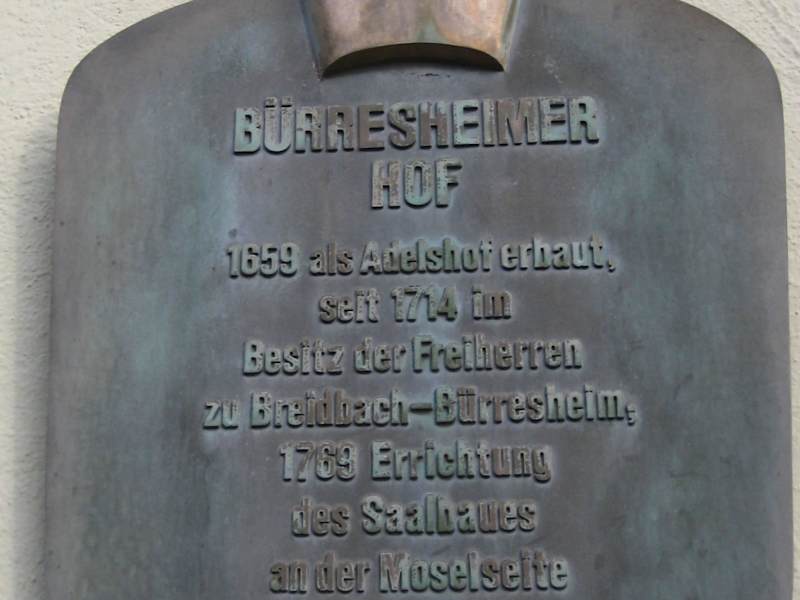 BÜRRESHEIMER
HOF
1659 als Adelshof erbaut,
seit 1714 im
Besitz der Freiherren
zu Breidbach-Bürresheim,
1769 Errichtung
des Saalbaues
an der Moselseite